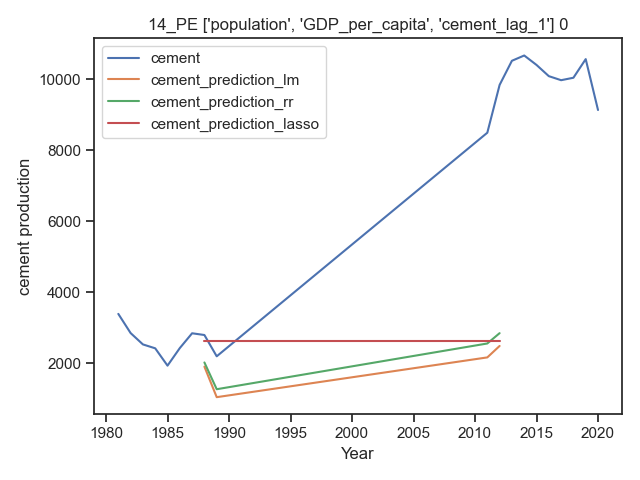 14_PE ['population', 'GDP_per_capita', 'cement_lag_1'] 0
cement
cement_prediction_lm
cement_prediction_rr
cement_prediction_lasso
10000
8000
6000
4000
2000
cement production
1980 1985 1990 1995 2000 2005 2010 2015 2020
Year